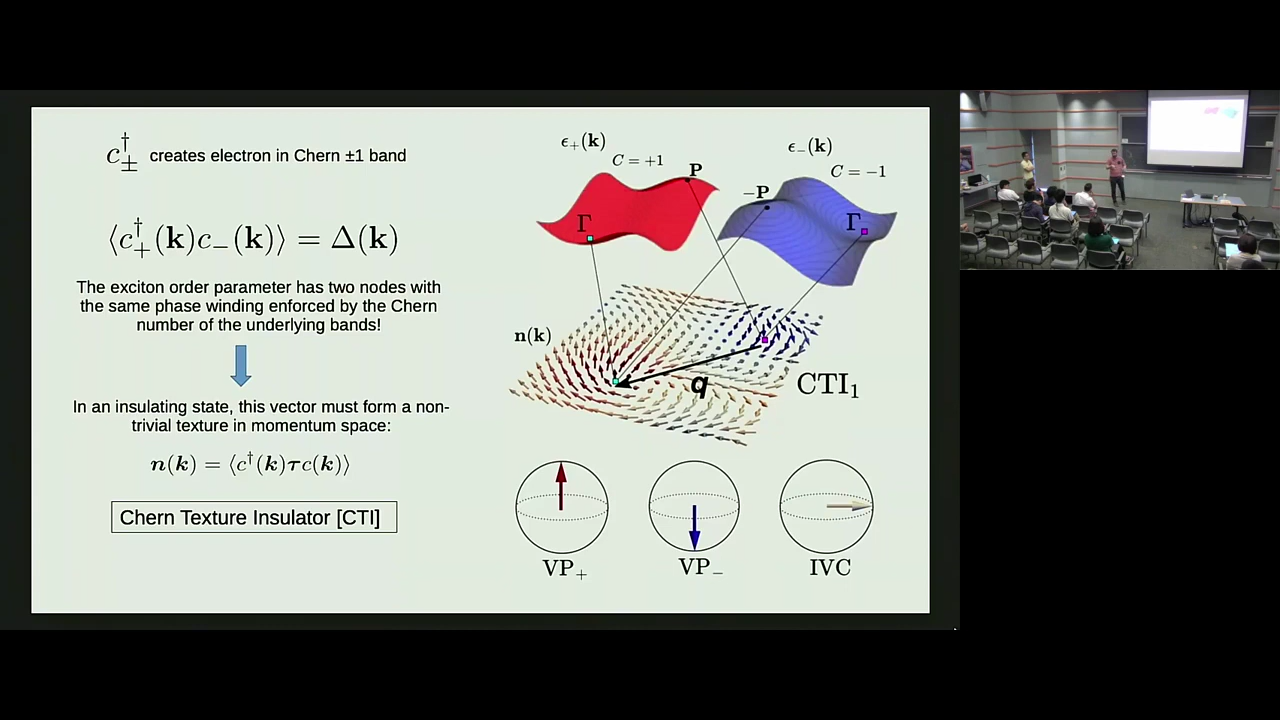 c†± creates electron in Chern ±1 band
⟨c†₊(𝐤)c₋(𝐤)⟩ = Δ(𝐤)
The exciton order parameter has two nodes with
the same phase winding enforced by the Chern
number of the underlying bands!
In an insulating state, this vector must form a non-
trivial texture in momentum space:
𝒏(𝒌) = ⟨c†(𝒌)𝝉c(𝒌)⟩
Chern Texture Insulator [CTI]
ϵ₊(𝐤)
C = +1
P
Γ
ϵ₋(𝐤)
C = −1
−P
Γ
n(k)
q
CTI₁
VP₊
VP₋
IVC